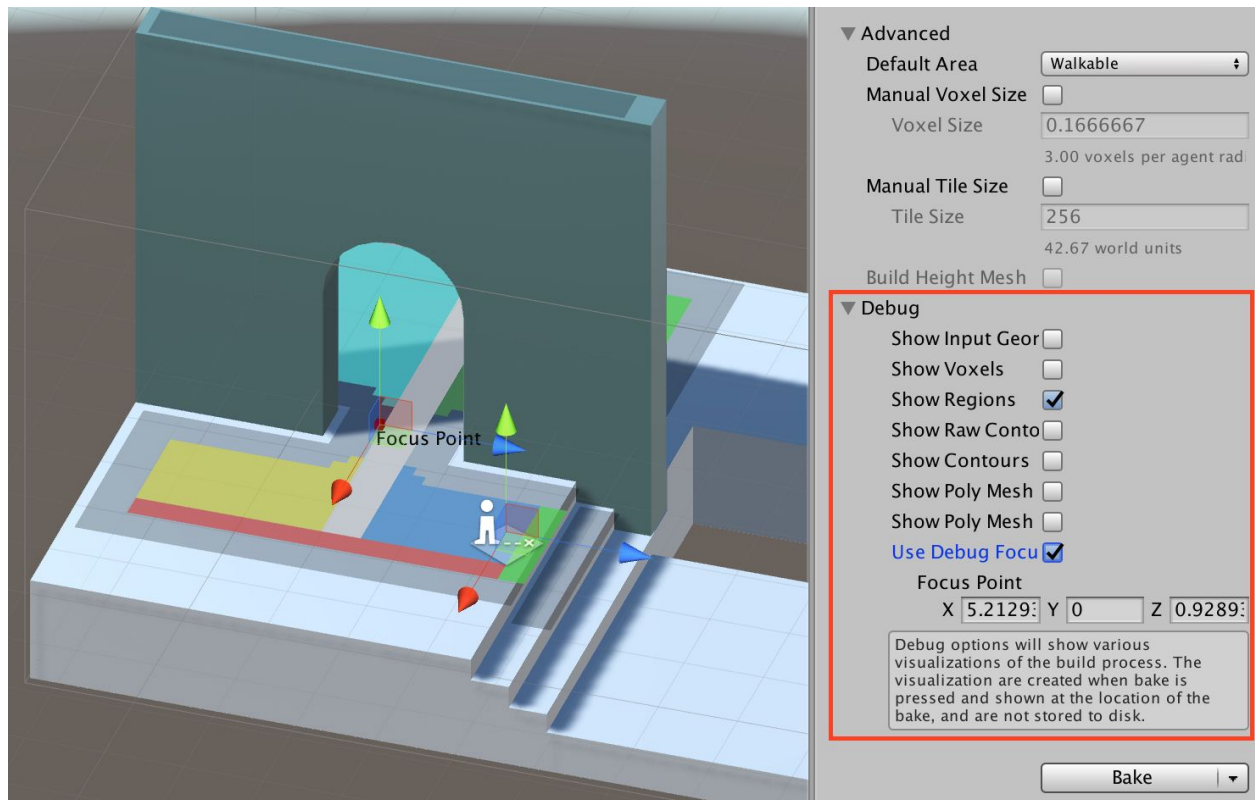 Focus Point
Advanced
Default Area Walkable
Manual Voxel Size
Voxel Size 0.1666667
3.00 voxels per agent radi
Manual Tile Size
Tile Size 256
42.67 world units
Build Height Mesh
Debug
Show Input Geor
Show Voxels
Show Regions
Show Raw Conto
Show Contours
Show Poly Mesh
Show Poly Mesh
Use Debug Focu
Focus Point
X 5.2129 Y 0 Z 0.9289
Debug options will show various
visualizations of the build process. The
visualization are created when bake is
pressed and shown at the location of the
bake, and are not stored to disk.
Bake